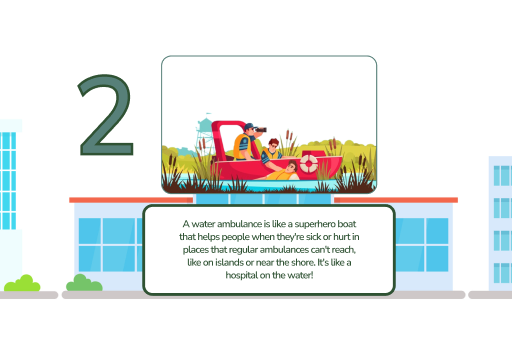 2
A water ambulance is like a superhero boat
that helps people when they're sick or hurt in
places that regular ambulances can't reach,
like on islands or near the shore. It's like a
hospital on the water!